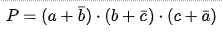 P = (a + b̄) · (b + c̄) · (c + ā)